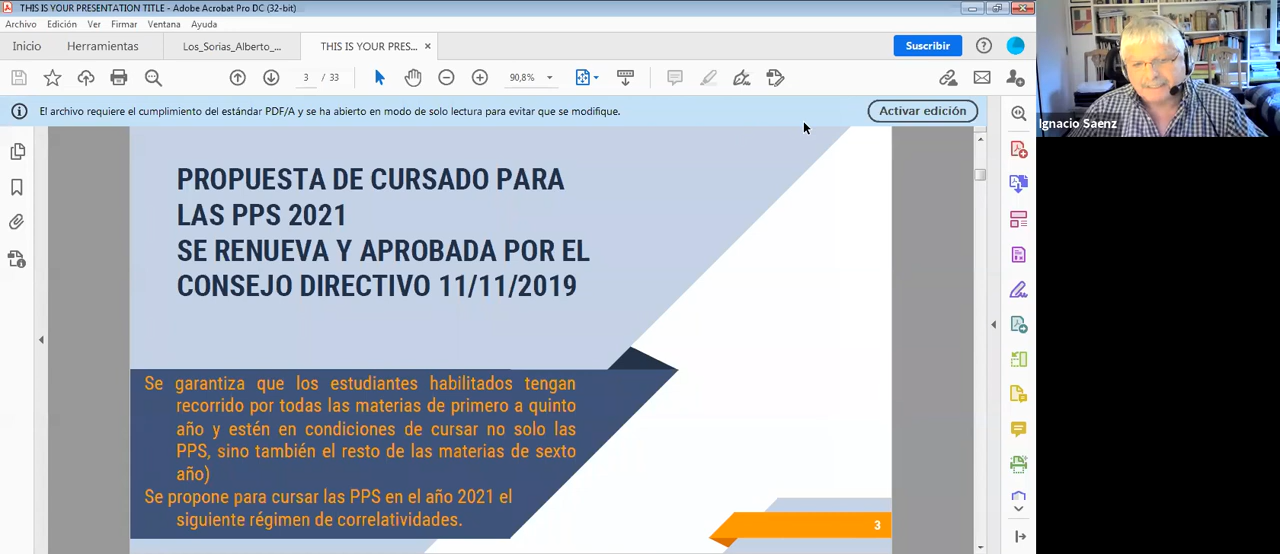 THIS IS YOUR PRESENTATION TITLE - Adobe Acrobat Pro DC (32-bit)
Archivo Edición Ver Firmar Ventana Ayuda
Inicio Herramientas Los_Sorias_Alberto_... THIS IS YOUR PRES... ×
Suscribir
3 / 33 90,8%
El archivo requiere el cumplimiento del estándar PDF/A y se ha abierto en modo de solo lectura para evitar que se modifique.
Activar edición
Ignacio Saenz
PROPUESTA DE CURSADO PARA
LAS PPS 2021
SE RENUEVA Y APROBADA POR EL
CONSEJO DIRECTIVO 11/11/2019
Se garantiza que los estudiantes habilitados tengan
recorrido por todas las materias de primero a quinto
año y estén en condiciones de cursar no solo las
PPS, sino también el resto de las materias de sexto
año)
Se propone para cursar las PPS en el año 2021 el
siguiente régimen de correlatividades.
3